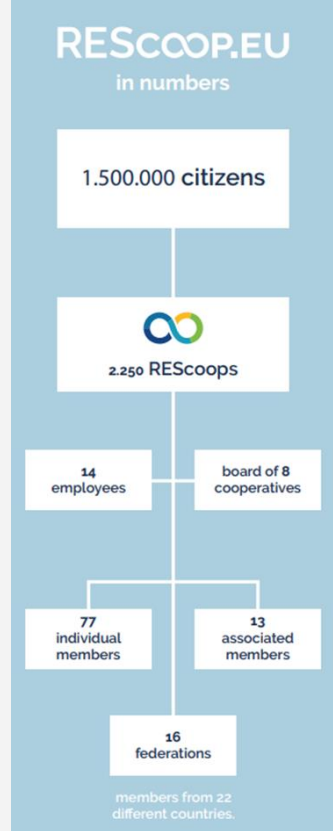 REScoop.eu
in numbers
1.500.000 citizens
2.250 REScoops
14
employees
board of 8
cooperatives
77
individual
members
13
associated
members
16
federations
members from 22
different countries.